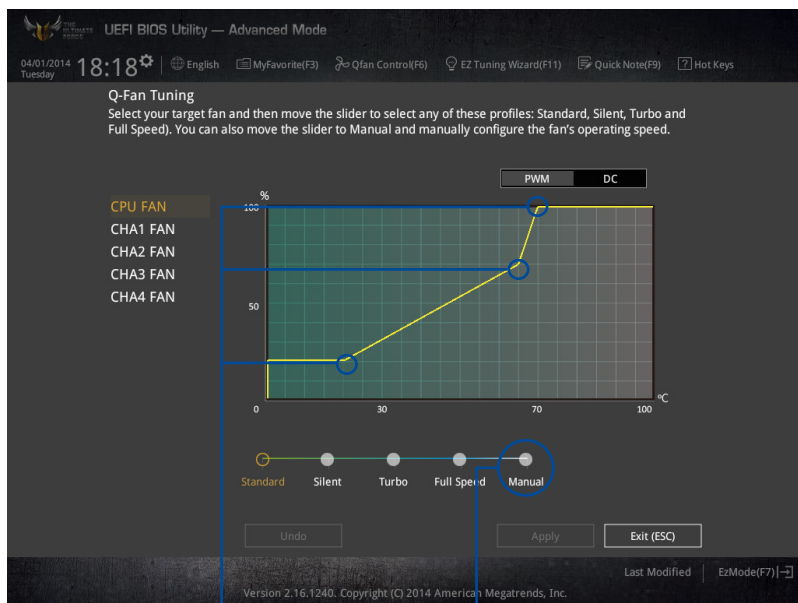 THE
ULTIMATE
FORCE
UEFI BIOS Utility — Advanced Mode
04/01/2014
Tuesday
18:18
English
MyFavorite(F3)
Qfan Control(F6)
EZ Tuning Wizard(F11)
Quick Note(F9)
? Hot Keys
Q-Fan Tuning
Select your target fan and then move the slider to select any of these profiles: Standard, Silent, Turbo and
Full Speed). You can also move the slider to Manual and manually configure the fan's operating speed.
PWM
DC
CPU FAN
CHA1 FAN
CHA2 FAN
CHA3 FAN
CHA4 FAN
%
100
50
0
30
70
100
°C
Standard
Silent
Turbo
Full Speed
Manual
Undo
Apply
Exit (ESC)
Last Modified
EzMode(F7)
Version 2.16.1240. Copyright (C) 2014 American Megatrends, Inc.